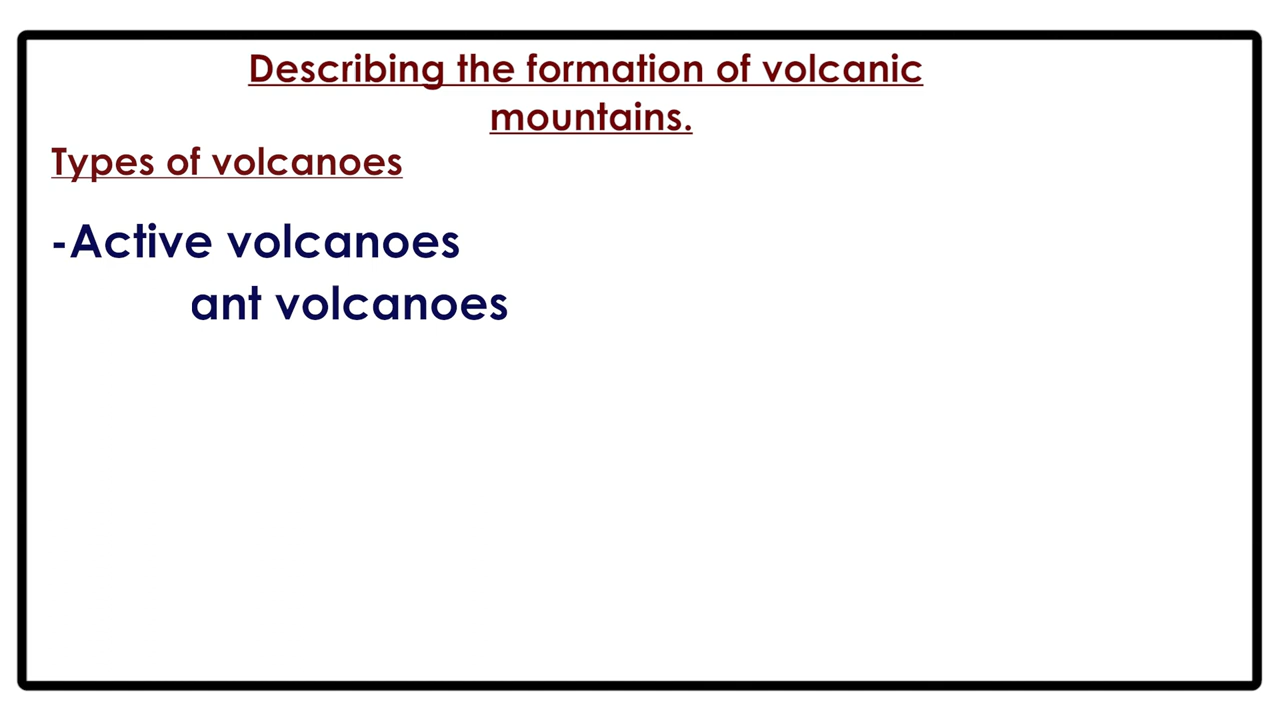 Describing the formation of volcanic
mountains.
Types of volcanoes
-Active volcanoes
ant volcanoes